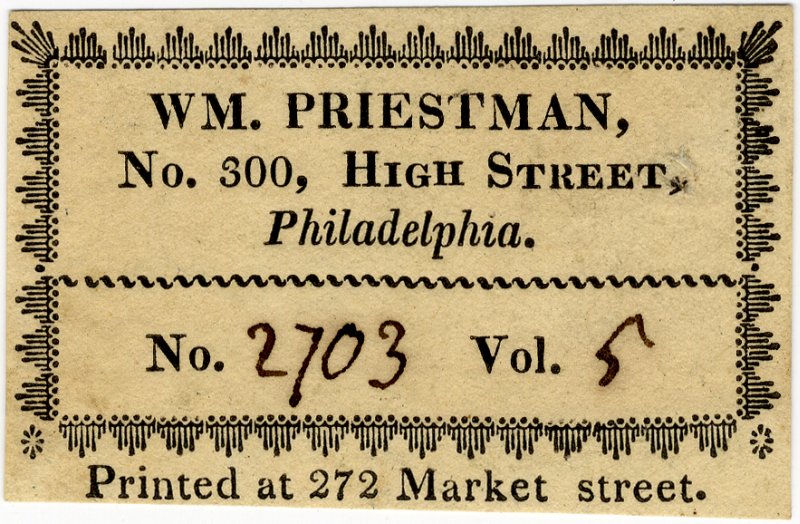 WM. PRIESTMAN,
No. 300, HIGH STREET,
Philadelphia.
No. 2703 Vol. 5
Printed at 272 Market street.